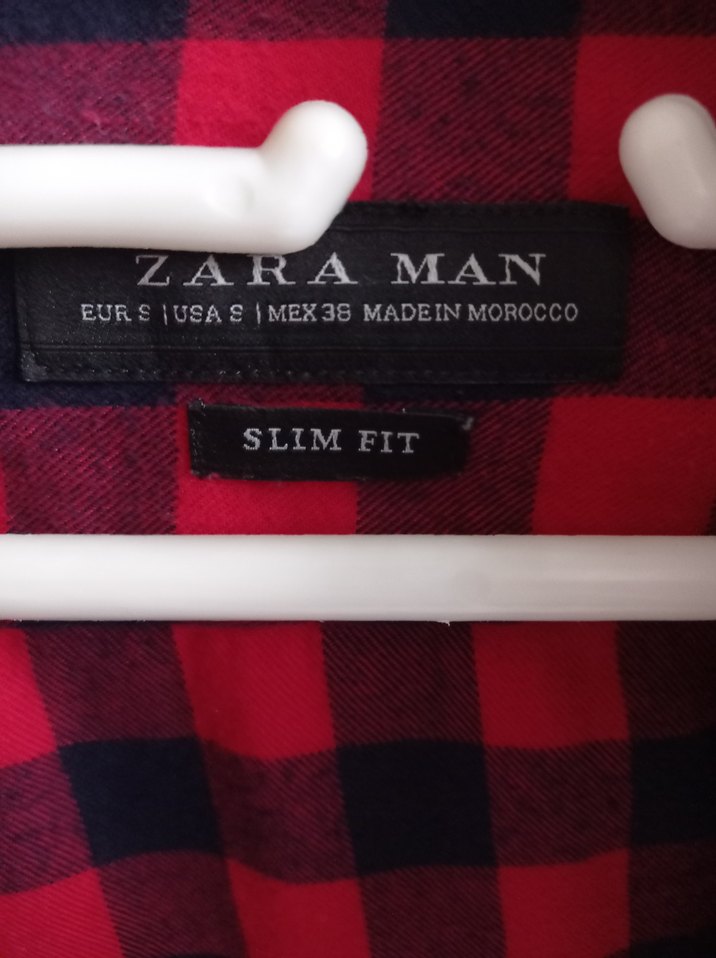 ZARA MAN
EUR S | USA S | MEX 38 MADE IN MOROCCO
SLIM FIT